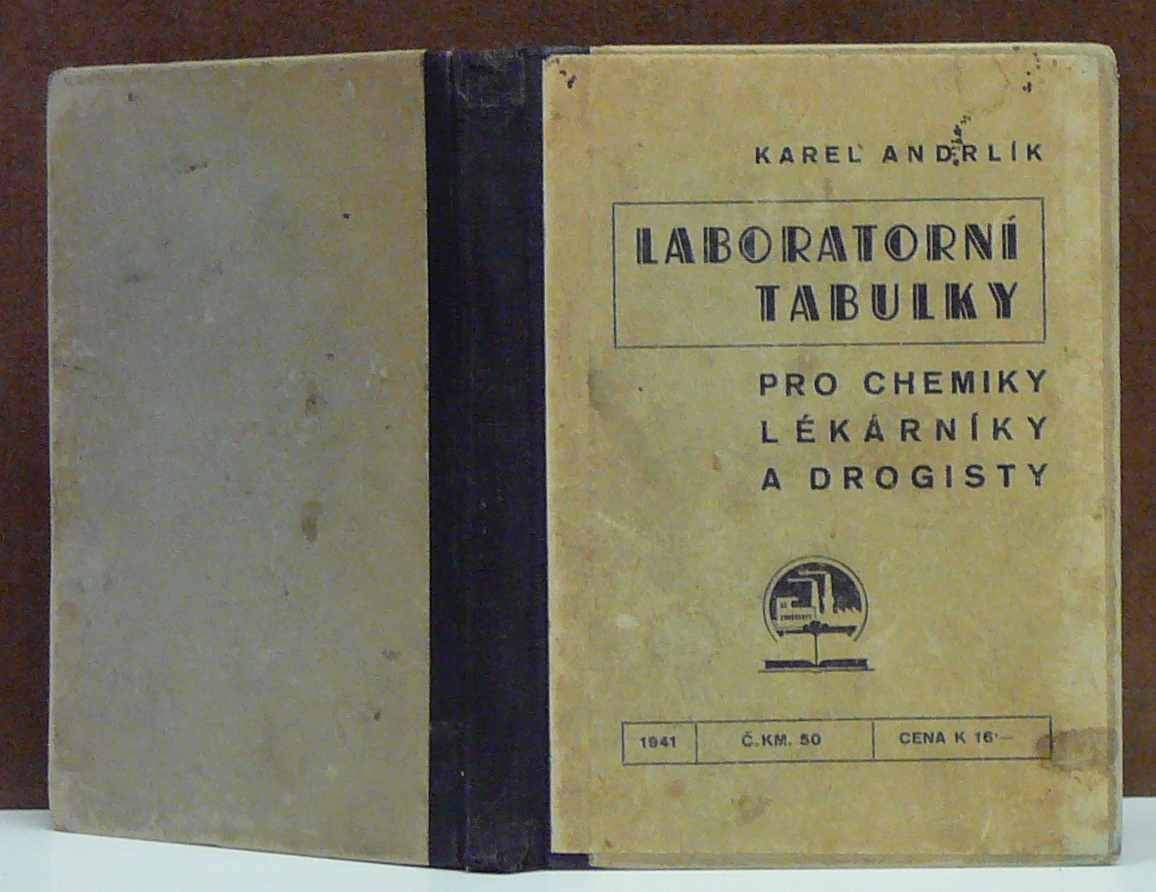 KAREL ANDRLÍK
LABORATORNÍ
TABULKY
PRO CHEMIKY
LÉKÁRNÍKY
A DROGISTY
1941 Č.KM. 50 CENA K 16·—